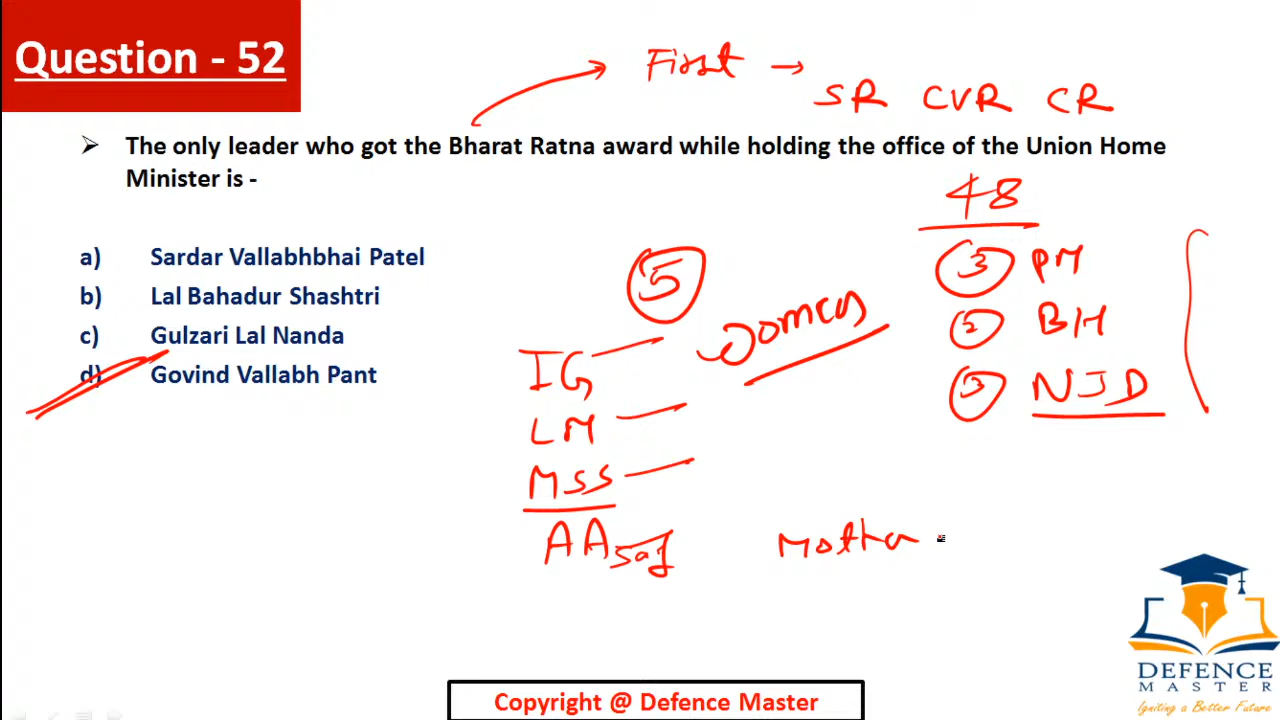 Question - 52
First →
SR CVR CR
➤ The only leader who got the Bharat Ratna award while holding the office of the Union Home
Minister is -
48
a) Sardar Vallabhbhai Patel
5
3 PM
b) Lal Bahadur Shashtri
2 BH
c) Gulzari Lal Nanda
IG
d) Govind Vallabh Pant
3 NJD
LM
MSS
AA
Mother
DEFENCE
MASTER
Igniting a Better Future
Copyright @ Defence Master